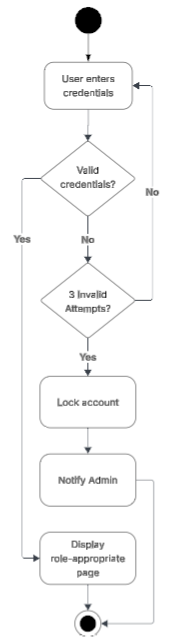 User enters
credentials
Valid
credentials?
No
Yes
No
3 Invalid
Attempts?
Yes
Lock account
Notify Admin
Display
role-appropriate
page